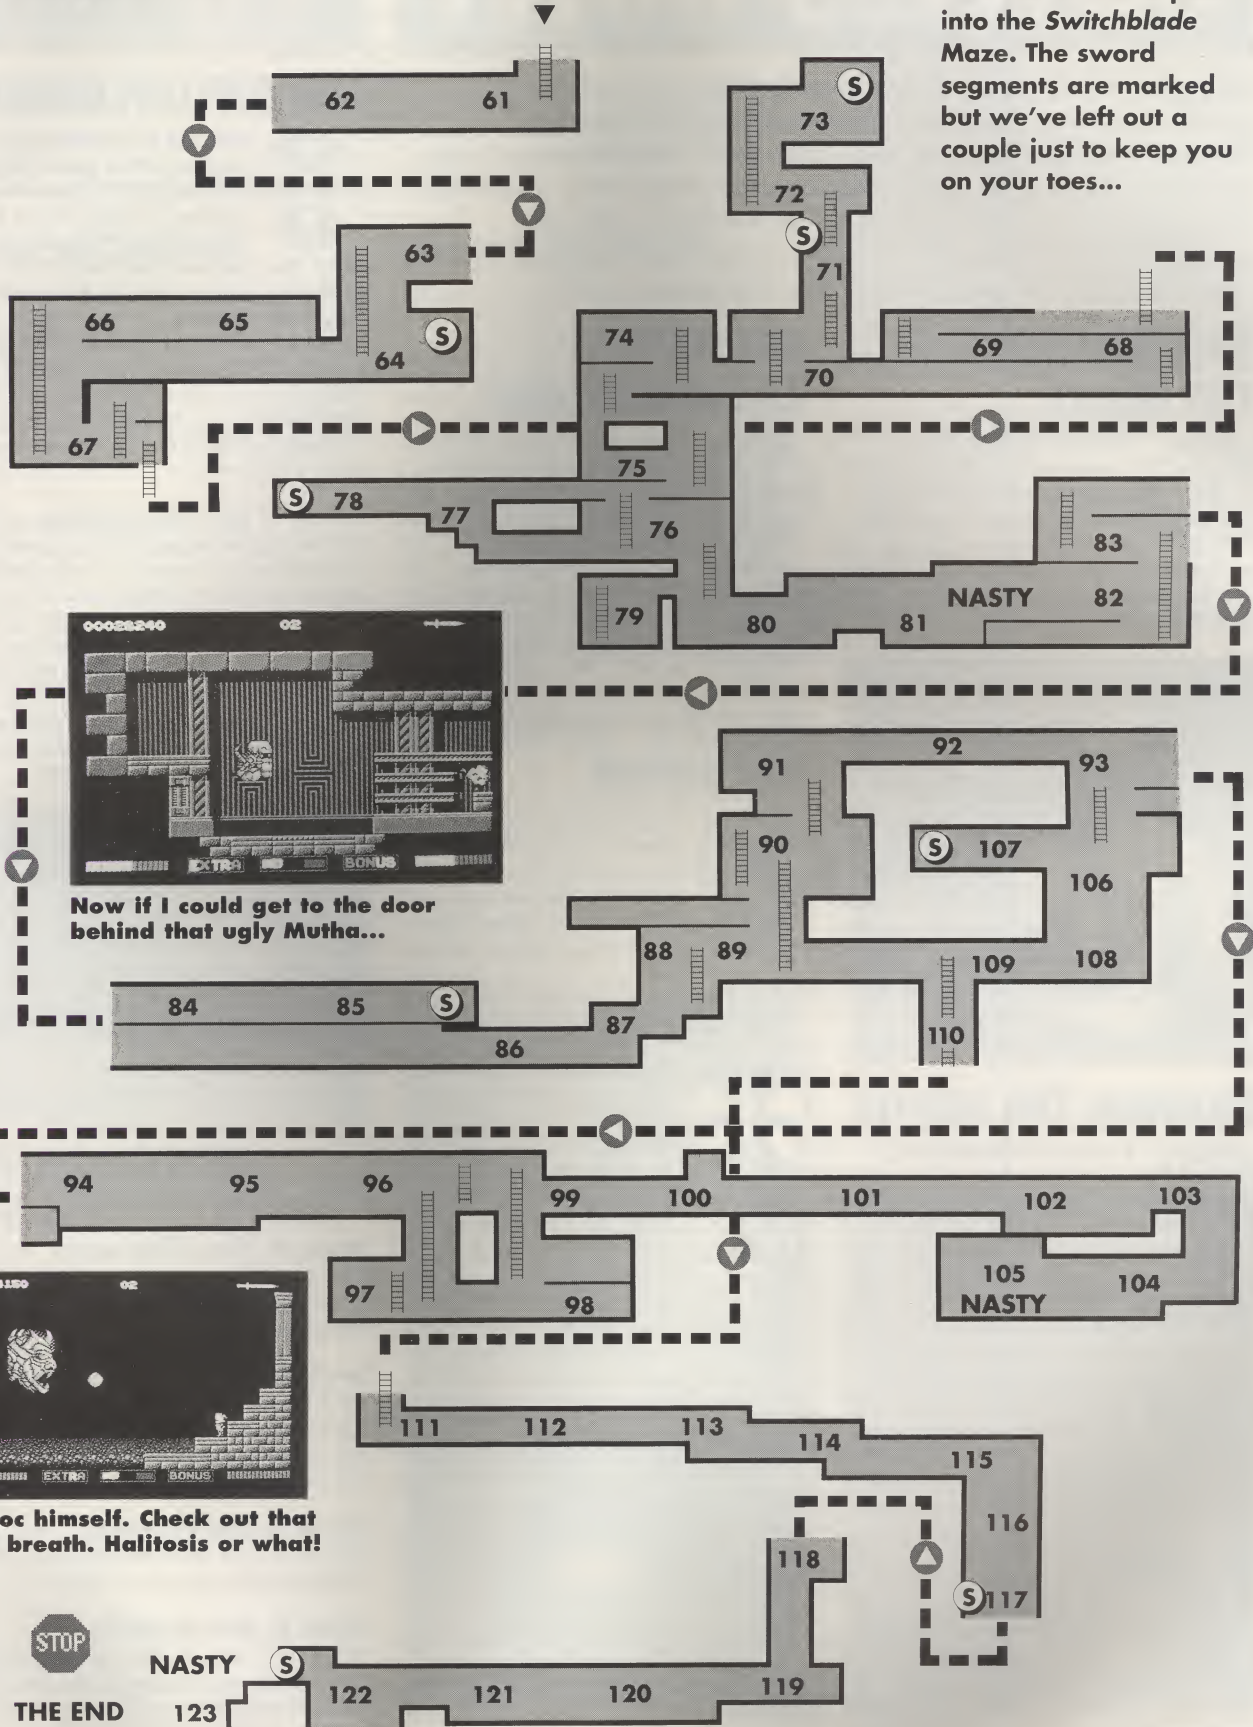 into the Switchblade
Maze. The sword
segments are marked
but we've left out a
couple just to keep you
on your toes...
62 61
S
73
72
S
71
63
66 65
S
64
74
69 68
70
67
75
S 78 77
76
83
NASTY 82
79 80 81
00028240 02
EXTRA BONUS
Now if I could get to the door
behind that ugly Mutha...
92
91 93
90
S 107
106
88 89
109 108
84 85 S
87
86
110
94 95 96
99 100 101 102 103
105 104
97 98
NASTY
1150 02
EXTRA BONUS
oc himself. Check out that
breath. Halitosis or what!
111 112 113
114
115
116
118
S 117
STOP
NASTY S
122 121 120 119
THE END 123